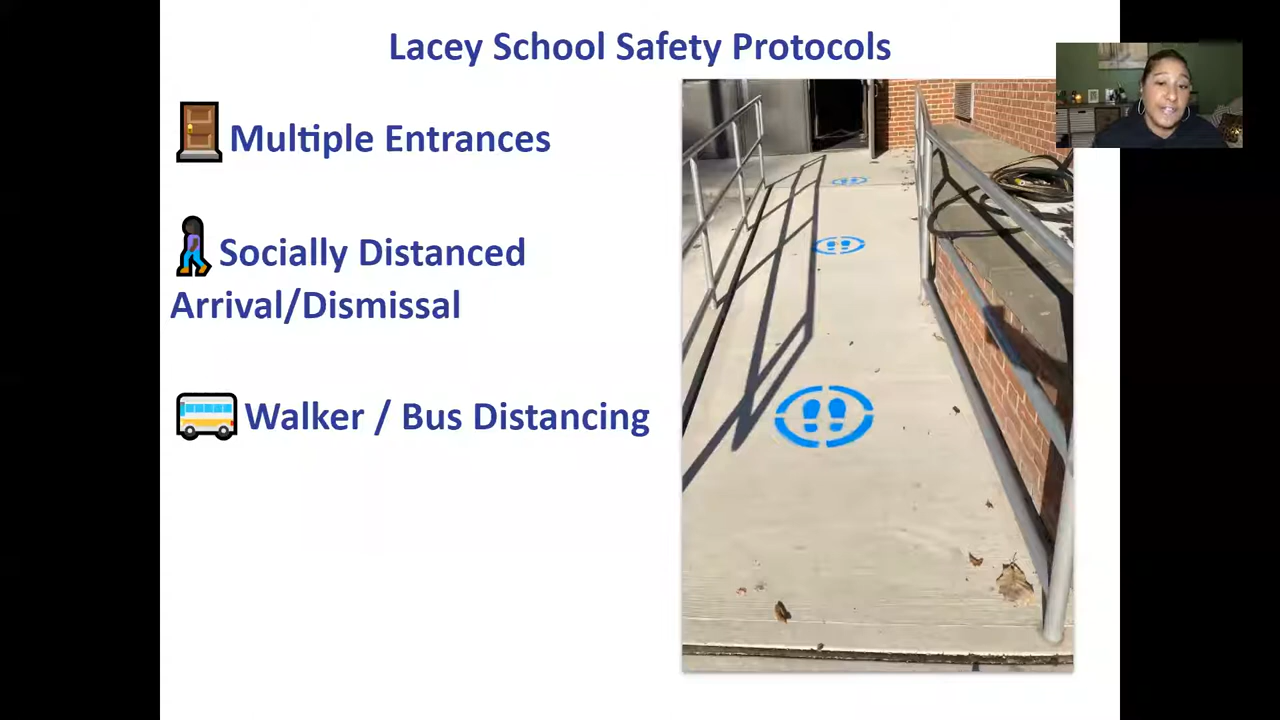 Lacey School Safety Protocols
Multiple Entrances
Socially Distanced
Arrival/Dismissal
Walker / Bus Distancing